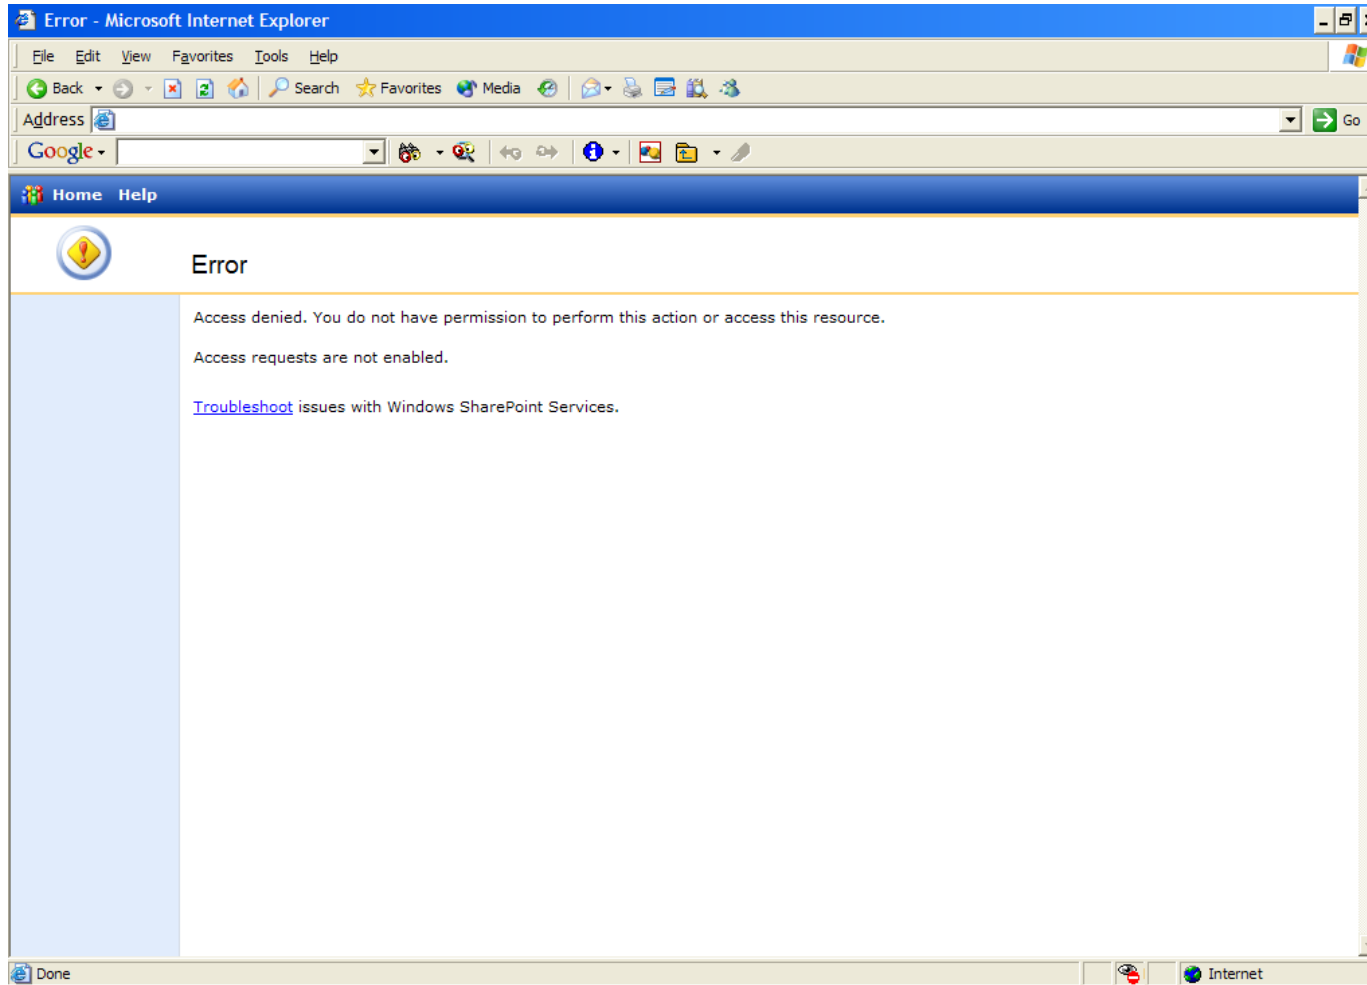 Error - Microsoft Internet Explorer
File Edit View Favorites Tools Help
Back Search Favorites Media
Address Go
Google
Home Help
Error
Access denied. You do not have permission to perform this action or access this resource.
Access requests are not enabled.
Troubleshoot issues with Windows SharePoint Services.
Done Internet